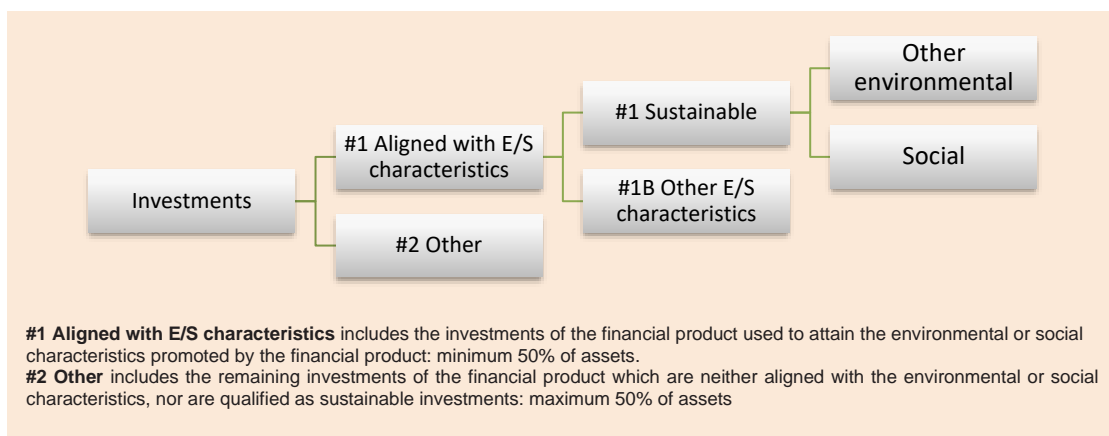 Other
environmental
#1 Sustainable
#1 Aligned with E/S
characteristics
Social
Investments
#1B Other E/S
characteristics
#2 Other
#1 Aligned with E/S characteristics includes the investments of the financial product used to attain the environmental or social
characteristics promoted by the financial product: minimum 50% of assets.
#2 Other includes the remaining investments of the financial product which are neither aligned with the environmental or social
characteristics, nor are qualified as sustainable investments: maximum 50% of assets